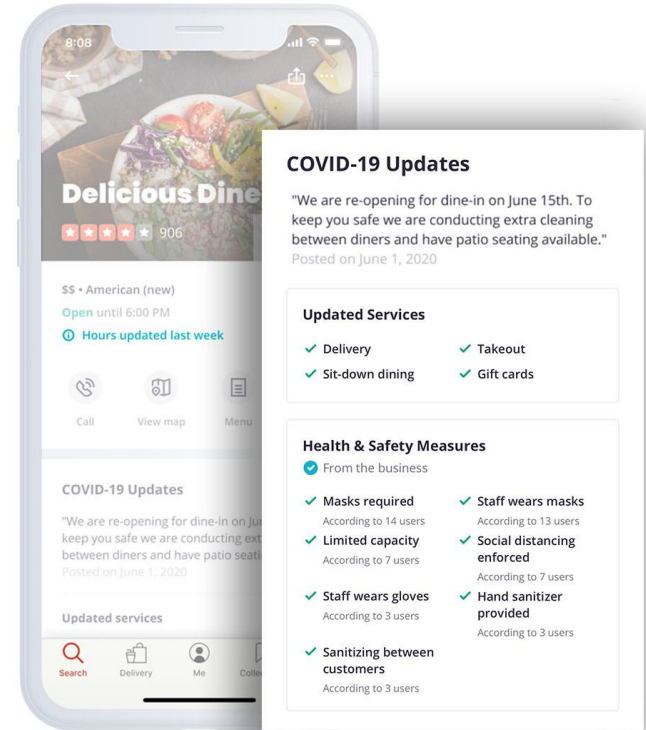 8:08
Delicious Dine
906
$$ • American (new)
Open until 6:00 PM
Hours updated last week
Call
View map
Menu
COVID-19 Updates
"We are re-opening for dine-in on Ju
keep you safe we are conducting ext
between diners and have patio seati
Posted on June 1, 2020
Updated services
Search
Delivery
Me
Colle
COVID-19 Updates
"We are re-opening for dine-in on June 15th. To
keep you safe we are conducting extra cleaning
between diners and have patio seating available."
Posted on June 1, 2020
Updated Services
Delivery
Takeout
Sit-down dining
Gift cards
Health & Safety Measures
From the business
Masks required
According to 14 users
Staff wears masks
According to 13 users
Limited capacity
According to 7 users
Social distancing
enforced
According to 7 users
Staff wears gloves
According to 3 users
Hand sanitizer
provided
According to 3 users
Sanitizing between
customers
According to 3 users